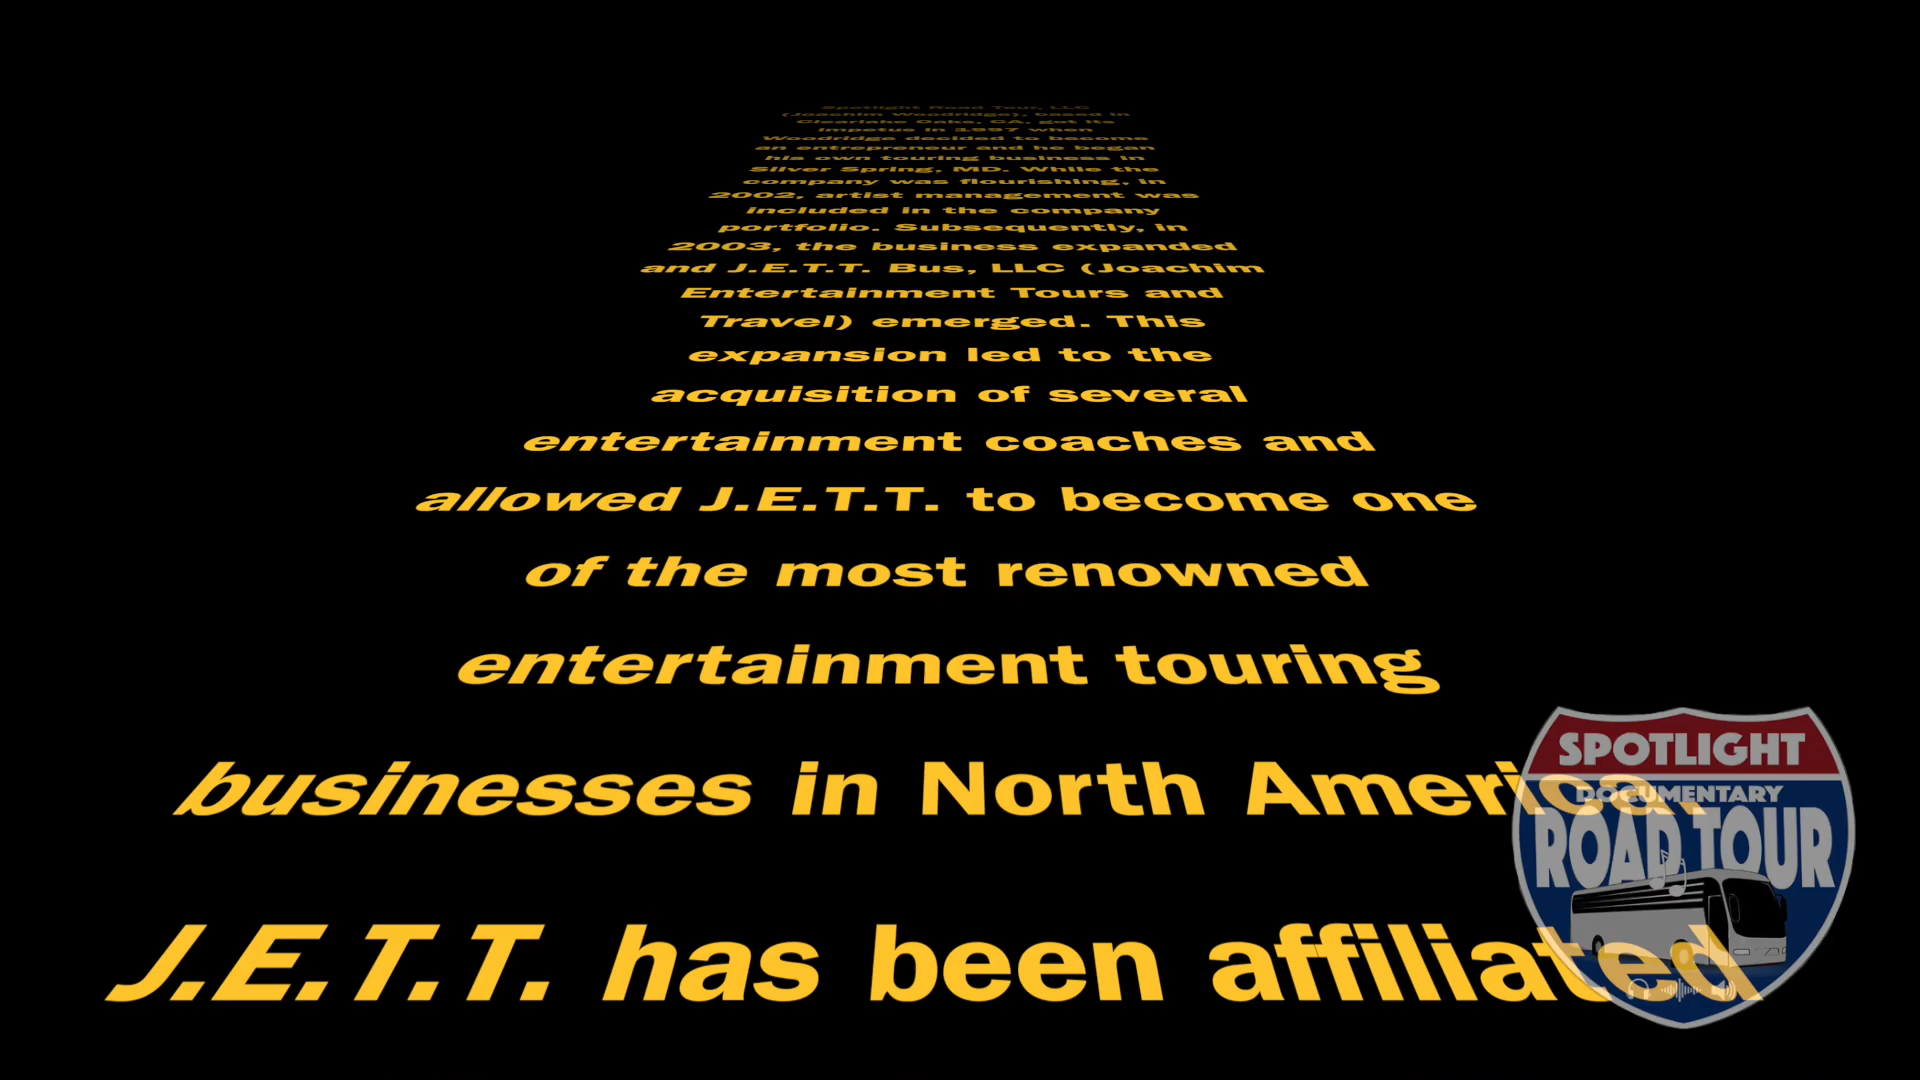 Spotlight Road Tour, LLC
(Joachim Woodridge), based in
Clearlake Oaks, CA, got its
impetus in 1997 when
Woodridge decided to become
an entrepreneur and he began
his own touring business in
Silver Spring, MD. While the
company was flourishing, in
2002, artist management was
included in the company
portfolio. Subsequently, in
2003, the business expanded
and J.E.T.T. Bus, LLC (Joachim
Entertainment Tours and
Travel) emerged. This
expansion led to the
acquisition of several
entertainment coaches and
allowed J.E.T.T. to become one
of the most renowned
entertainment touring
businesses in North America.
J.E.T.T. has been affiliated
SPOTLIGHT
DOCUMENTARY
ROAD TOUR